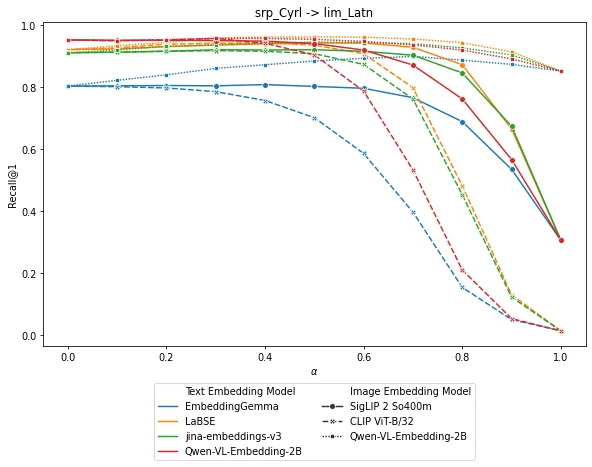 srp_Cyrl -> lim_Latn
Recall@1
1.0
0.8
0.6
0.4
0.2
0.0
0.0 0.2 0.4 0.6 0.8 1.0
α
Text Embedding Model Image Embedding Model
EmbeddingGemma SigLIP 2 So400m
LaBSE CLIP ViT-B/32
jina-embeddings-v3 Qwen-VL-Embedding-2B
Qwen-VL-Embedding-2B